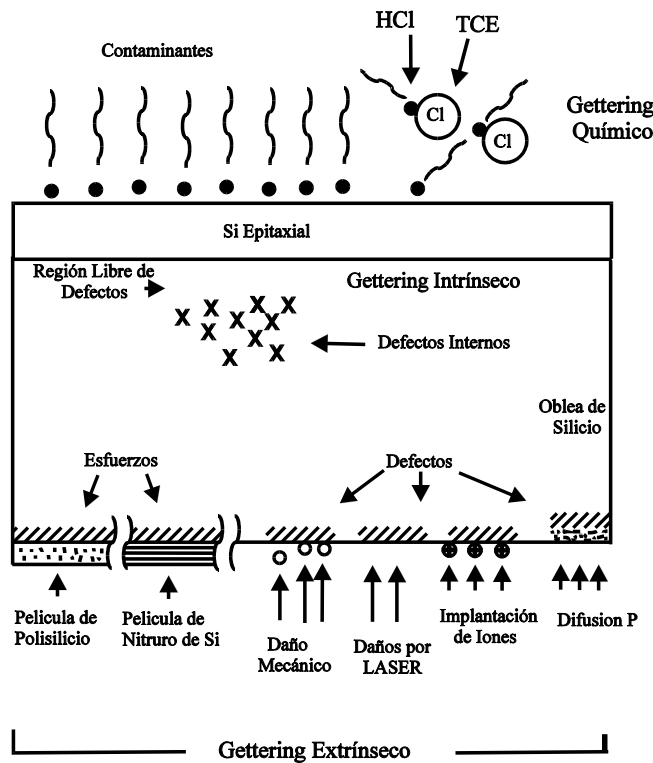 HCl
TCE
Contaminantes
Cl
Cl
Gettering
Químico
Si Epitaxial
Región Libre de
Defectos
Gettering Intrínseco
X X X X X X X X X X X
Defectos Internos
Oblea de
Silicio
Esfuerzos
Defectos
Pelicula de
Polisilicio
Pelicula de
Nitruro de Si
Daño
Mecánico
Daños por
LASER
Implantación
de Iones
Difusion P
Gettering Extrínseco